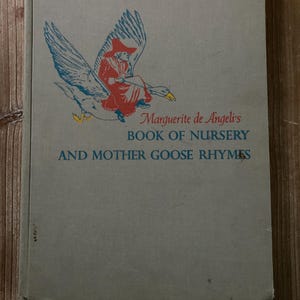 Marguerite de Angeli's
BOOK OF NURSERY
AND MOTHER GOOSE RHYMES